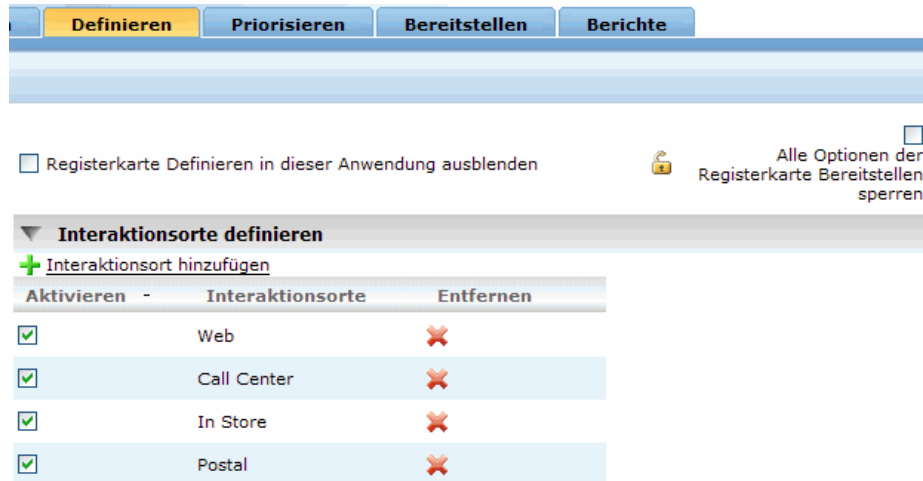 Definieren Priorisieren Bereitstellen Berichte
Registerkarte Definieren in dieser Anwendung ausblenden
Alle Optionen der
Registerkarte Bereitstellen
sperren
Interaktionsorte definieren
Interaktionsort hinzufügen
Aktivieren - Interaktionsorte Entfernen
Web
Call Center
In Store
Postal